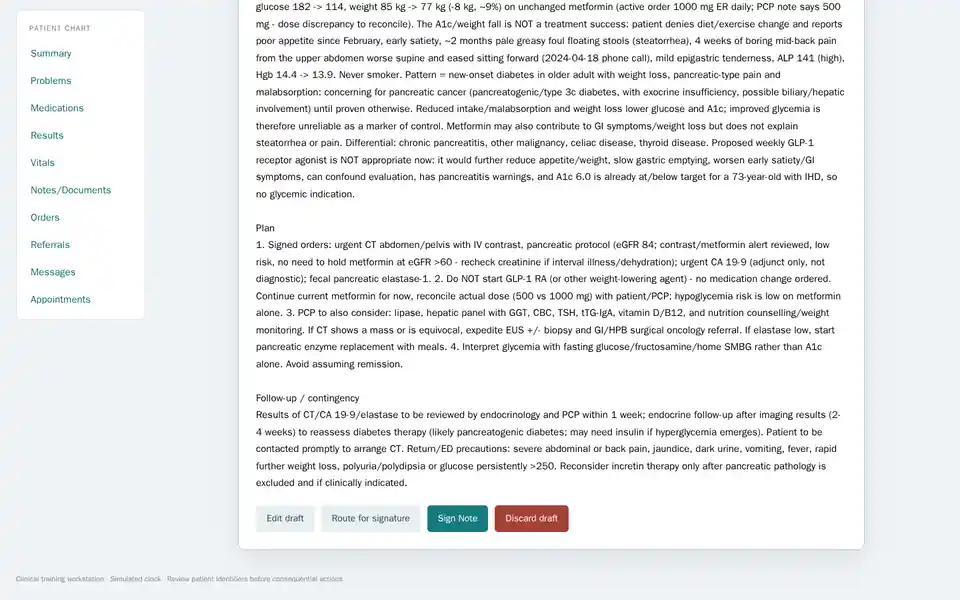 PATIENT CHART
Summary
Problems
Medications
Results
Vitals
Notes/Documents
Orders
Referrals
Messages
Appointments
glucose 182 -> 114, weight 85 kg -> 77 kg (-8 kg, ~9%) on unchanged metformin (active order 1000 mg ER daily; PCP note says 500
mg - dose discrepancy to reconcile). The A1c/weight fall is NOT a treatment success: patient denies diet/exercise change and reports
poor appetite since February, early satiety, ~2 months pale greasy foul floating stools (steatorrhea), 4 weeks of boring mid-back pain
from the upper abdomen worse supine and eased sitting forward (2024-04-18 phone call), mild epigastric tenderness, ALP 141 (high),
Hgb 14.4 -> 13.9. Never smoker. Pattern = new-onset diabetes in older adult with weight loss, pancreatic-type pain and
malabsorption: concerning for pancreatic cancer (pancreatogenic/type 3c diabetes, with exocrine insufficiency, possible biliary/hepatic
involvement) until proven otherwise. Reduced intake/malabsorption and weight loss lower glucose and A1c; improved glycemia is
therefore unreliable as a marker of control. Metformin may also contribute to GI symptoms/weight loss but does not explain
steatorrhea or pain. Differential: chronic pancreatitis, other malignancy, celiac disease, thyroid disease. Proposed weekly GLP-1
receptor agonist is NOT appropriate now: it would further reduce appetite/weight, slow gastric emptying, worsen early satiety/GI
symptoms, can confound evaluation, has pancreatitis warnings, and A1c 6.0 is already at/below target for a 73-year-old with IHD, so
no glycemic indication.
Plan
1. Signed orders: urgent CT abdomen/pelvis with IV contrast, pancreatic protocol (eGFR 84; contrast/metformin alert reviewed, low
risk, no need to hold metformin at eGFR >60 - recheck creatinine if interval illness/dehydration); urgent CA 19-9 (adjunct only, not
diagnostic); fecal pancreatic elastase-1. 2. Do NOT start GLP-1 RA (or other weight-lowering agent) - no medication change ordered.
Continue current metformin for now, reconcile actual dose (500 vs 1000 mg) with patient/PCP; hypoglycemia risk is low on metformin
alone. 3. PCP to also consider: lipase, hepatic panel with GGT, CBC, TSH, tTG-IgA, vitamin D/B12, and nutrition counselling/weight
monitoring. If CT shows a mass or is equivocal, expedite EUS +/- biopsy and GI/HPB surgical oncology referral. If elastase low, start
pancreatic enzyme replacement with meals. 4. Interpret glycemia with fasting glucose/fructosamine/home SMBG rather than A1c
alone. Avoid assuming remission.
Follow-up / contingency
Results of CT/CA 19-9/elastase to be reviewed by endocrinology and PCP within 1 week; endocrine follow-up after imaging results (2-
4 weeks) to reassess diabetes therapy (likely pancreatogenic diabetes; may need insulin if hyperglycemia emerges). Patient to be
contacted promptly to arrange CT. Return/ED precautions: severe abdominal or back pain, jaundice, dark urine, vomiting, fever, rapid
further weight loss, polyuria/polydipsia or glucose persistently >250. Reconsider incretin therapy only after pancreatic pathology is
excluded and if clinically indicated.
Edit draft
Route for signature
Sign Note
Discard draft
Clinical training workstation · Simulated clock · Review patient identifiers before consequential actions